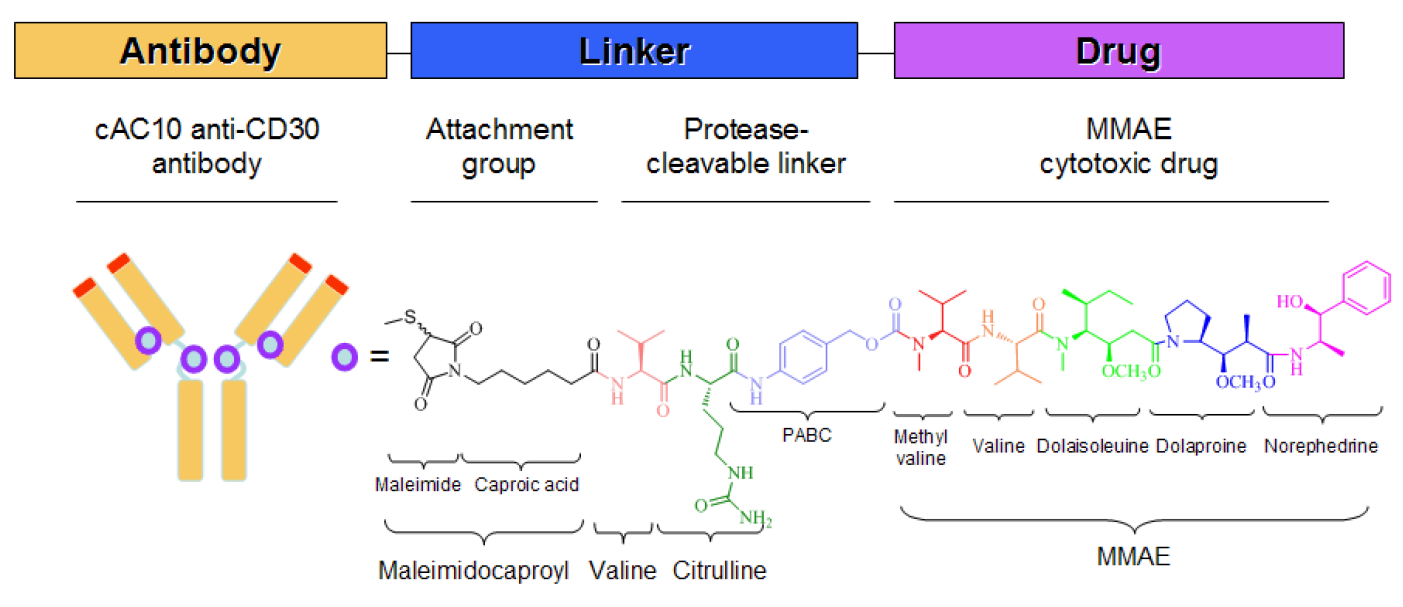 Antibody
Linker
Drug
cAC10 anti-CD30
antibody
Attachment
group
Protease-
cleavable linker
MMAE
cytotoxic drug
=
S
O
N
O
O
N
H
O
H
N
O
NH
O
NH2
N
H
O
O
O
N
O
H
N
O
N
OCH3
O
N
OCH3
O
N
H
HO
PABC
Methyl
valine
Valine
Dolaisoleuine
Dolaproine
Norephedrine
Maleimide
Caproic acid
Maleimidocaproyl
Valine
Citrulline
MMAE